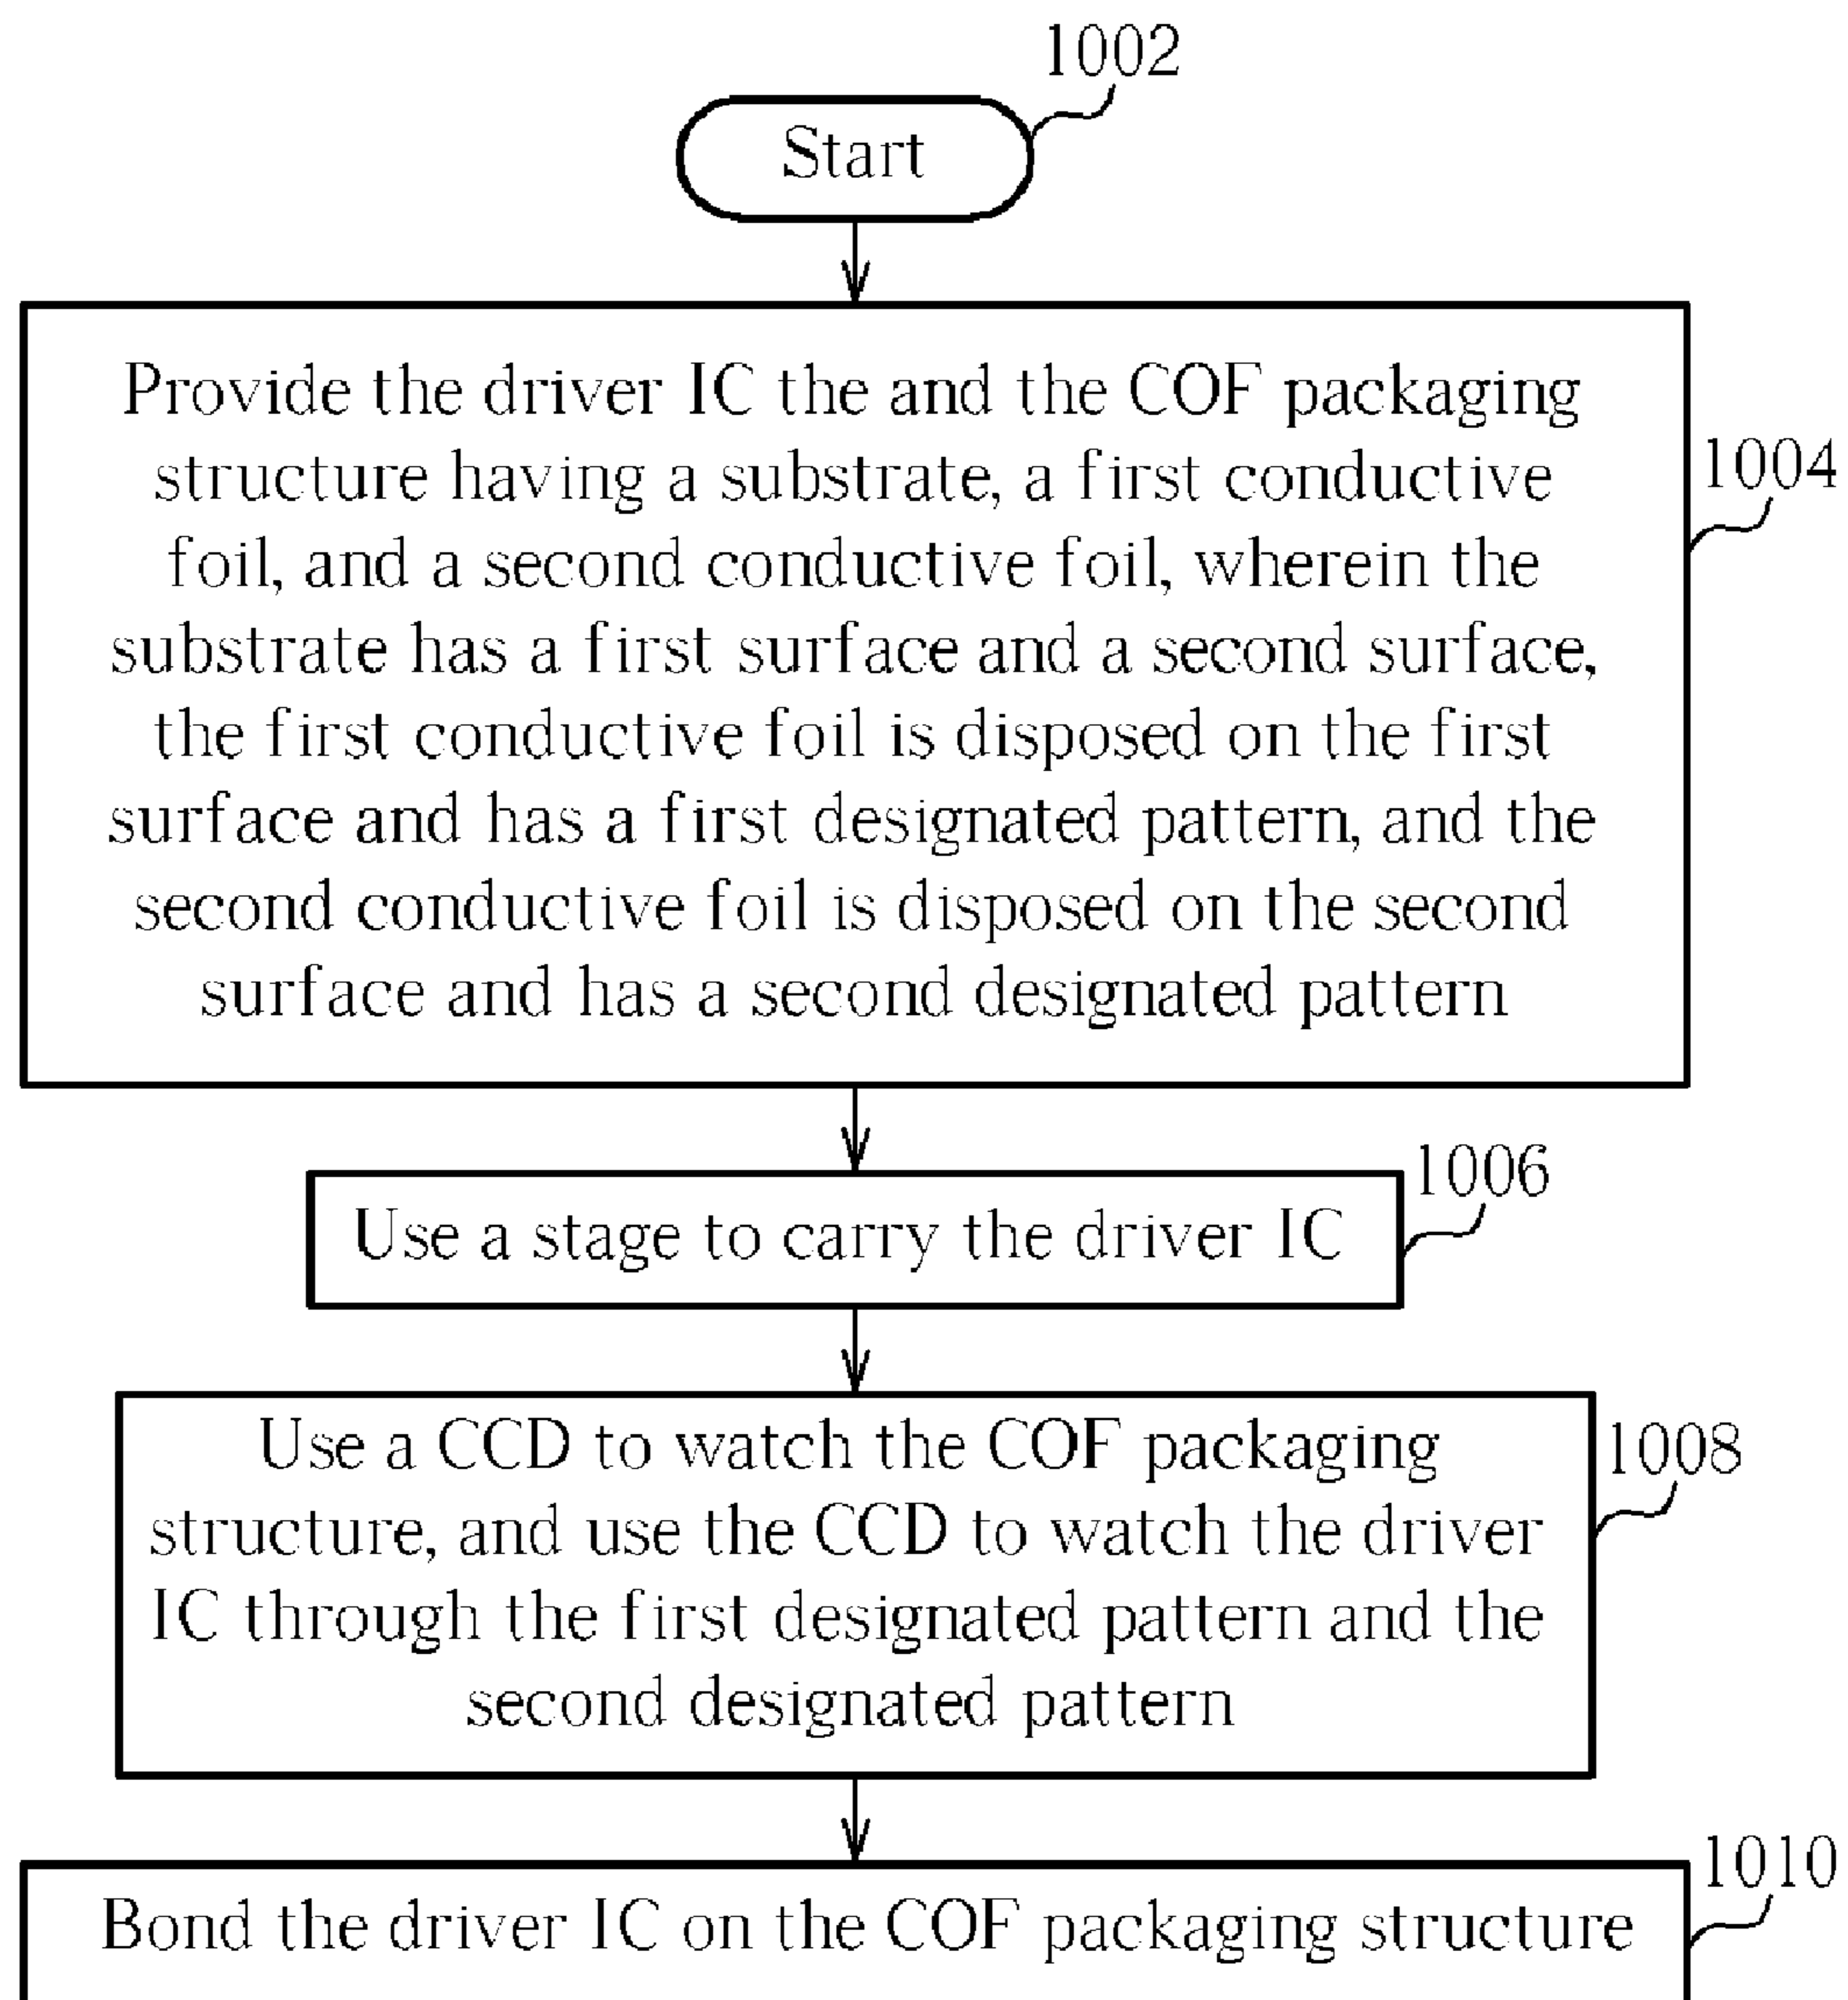 1002
Start
Provide the driver IC the and the COF packaging
structure having a substrate, a first conductive
foil, and a second conductive foil, wherein the
substrate has a first surface and a second surface,
the first conductive foil is disposed on the first
surface and has a first designated pattern, and the
second conductive foil is disposed on the second
surface and has a second designated pattern
1004
Use a stage to carry the driver IC
1006
Use a CCD to watch the COF packaging
structure, and use the CCD to watch the driver
IC through the first designated pattern and the
second designated pattern
1008
Bond the driver IC on the COF packaging structure
1010